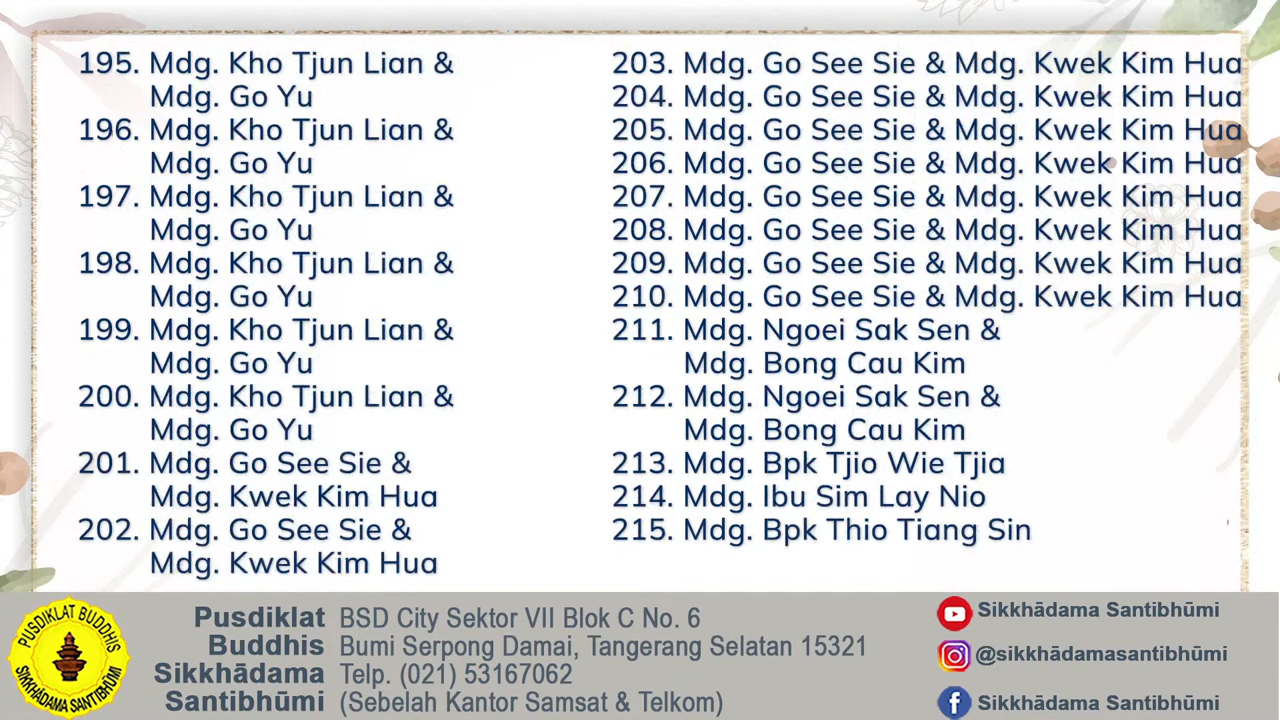 195. Mdg. Kho Tjun Lian &
Mdg. Go Yu
196. Mdg. Kho Tjun Lian &
Mdg. Go Yu
197. Mdg. Kho Tjun Lian &
Mdg. Go Yu
198. Mdg. Kho Tjun Lian &
Mdg. Go Yu
199. Mdg. Kho Tjun Lian &
Mdg. Go Yu
200. Mdg. Kho Tjun Lian &
Mdg. Go Yu
201. Mdg. Go See Sie &
Mdg. Kwek Kim Hua
202. Mdg. Go See Sie &
Mdg. Kwek Kim Hua
203. Mdg. Go See Sie & Mdg. Kwek Kim Hua
204. Mdg. Go See Sie & Mdg. Kwek Kim Hua
205. Mdg. Go See Sie & Mdg. Kwek Kim Hua
206. Mdg. Go See Sie & Mdg. Kwek Kim Hua
207. Mdg. Go See Sie & Mdg. Kwek Kim Hua
208. Mdg. Go See Sie & Mdg. Kwek Kim Hua
209. Mdg. Go See Sie & Mdg. Kwek Kim Hua
210. Mdg. Go See Sie & Mdg. Kwek Kim Hua
211. Mdg. Ngoei Sak Sen &
Mdg. Bong Cau Kim
212. Mdg. Ngoei Sak Sen &
Mdg. Bong Cau Kim
213. Mdg. Bpk Tjio Wie Tjia
214. Mdg. Ibu Sim Lay Nio
215. Mdg. Bpk Thio Tiang Sin
PUSDIKLAT BUDDHIS
SIKKHĀDAMA SANTIBHŪMI
Pusdiklat
Buddhis
Sikkhādama
Santibhūmi
BSD City Sektor VII Blok C No. 6
Bumi Serpong Damai, Tangerang Selatan 15321
Telp. (021) 53167062
(Sebelah Kantor Samsat & Telkom)
Sikkhādama Santibhūmi
@sikkhādamasantibhūmi
Sikkhādama Santibhūmi